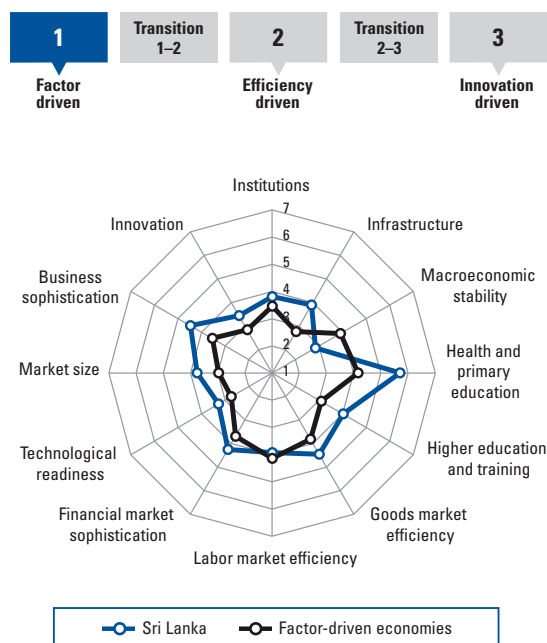 1
Transition
1–2
2
Transition
2–3
3
Factor
driven
Efficiency
driven
Innovation
driven
Institutions
Infrastructure
Macroeconomic
stability
Health and
primary
education
Higher education
and training
Goods market
efficiency
Labor market efficiency
Financial market
sophistication
Technological
readiness
Market size
Business
sophistication
Innovation
7
6
5
4
3
2
1
Sri Lanka
Factor-driven economies